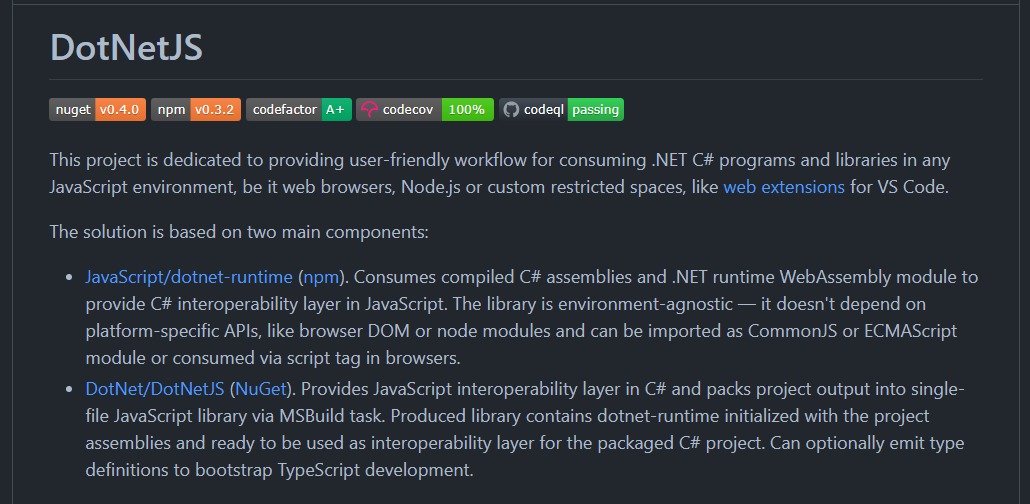 DotNetJS
nuget v0.4.0 npm v0.3.2 codefactor A+ codecov 100% codeql passing
This project is dedicated to providing user-friendly workflow for consuming .NET C# programs and libraries in any
JavaScript environment, be it web browsers, Node.js or custom restricted spaces, like web extensions for VS Code.
The solution is based on two main components:
• JavaScript/dotnet-runtime (npm). Consumes compiled C# assemblies and .NET runtime WebAssembly module to
provide C# interoperability layer in JavaScript. The library is environment-agnostic — it doesn't depend on
platform-specific APIs, like browser DOM or node modules and can be imported as CommonJS or ECMAScript
module or consumed via script tag in browsers.
• DotNet/DotNetJS (NuGet). Provides JavaScript interoperability layer in C# and packs project output into single-
file JavaScript library via MSBuild task. Produced library contains dotnet-runtime initialized with the project
assemblies and ready to be used as interoperability layer for the packaged C# project. Can optionally emit type
definitions to bootstrap TypeScript development.